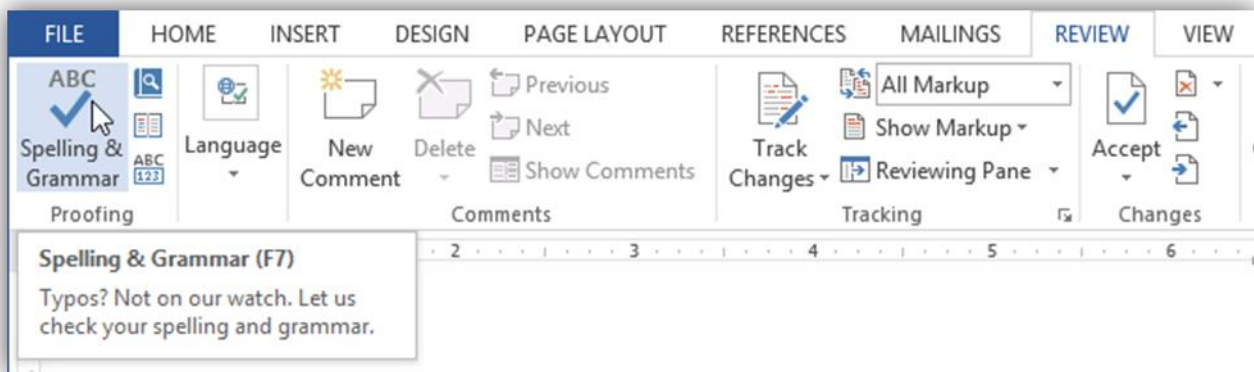 FILE HOME INSERT DESIGN PAGE LAYOUT REFERENCES MAILINGS REVIEW VIEW
ABC
Spelling &
Grammar
ABC
123
Proofing
Language
New
Comment
Delete
Previous
Next
Show Comments
Comments
Track
Changes
All Markup
Show Markup
Reviewing Pane
Tracking
Accept
Changes
2 3 4 5 6
Spelling & Grammar (F7)
Typos? Not on our watch. Let us
check your spelling and grammar.